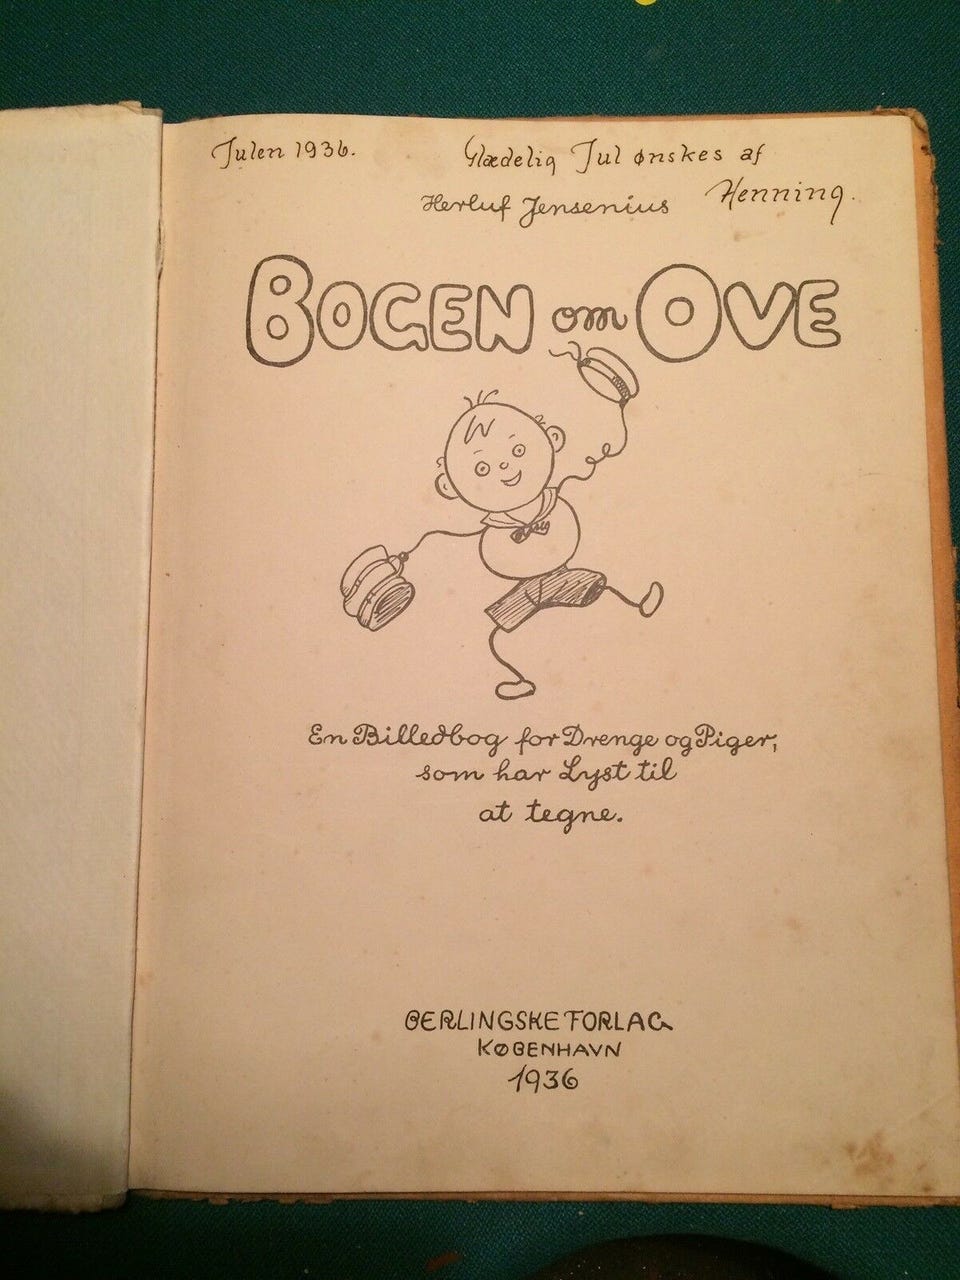 Julen 1936. Glædelig Jul ønskes af
Henning.
Herluf Jensenius
BOGEN om OVE
En Billedbog for Drenge og Piger,
som har Lyst til
at tegne.
BERLINGSKE FORLAG
KØBENHAVN
1936